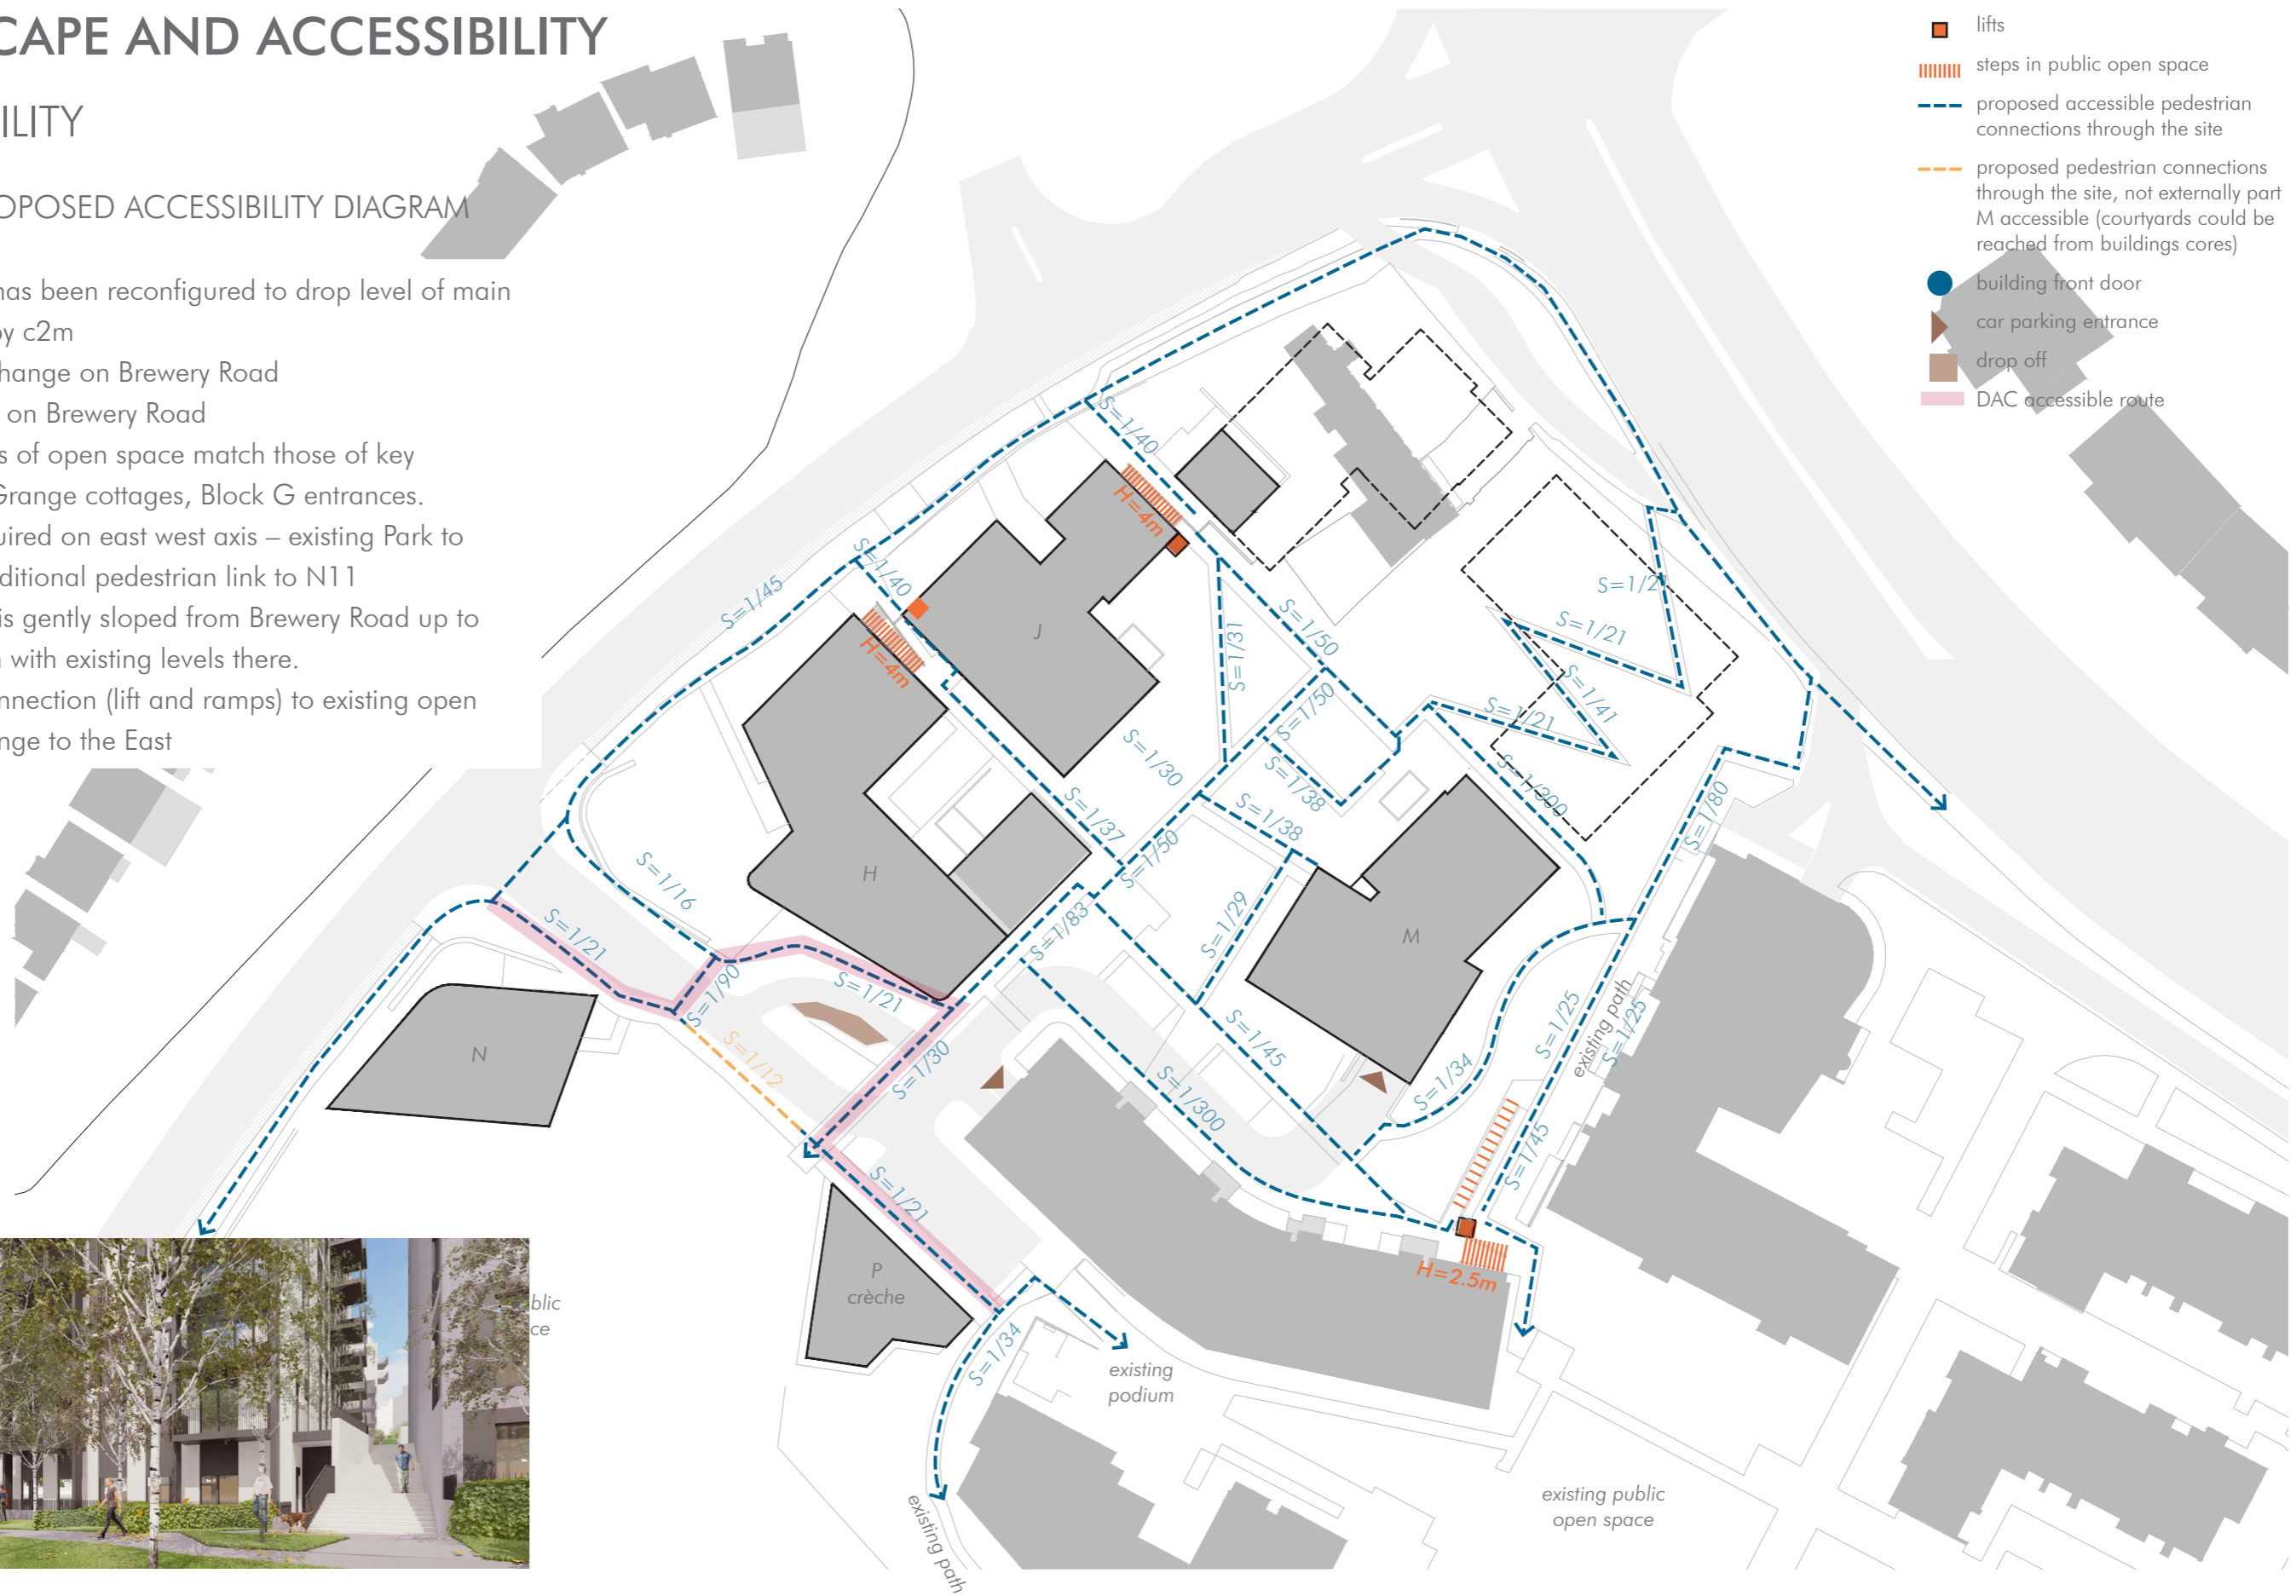 CAPE AND ACCESSIBILITY
ILITY
OPOSED ACCESSIBILITY DIAGRAM
has been reconfigured to drop level of main
by c2m
hange on Brewery Road
on Brewery Road
s of open space match those of key
Grange cottages, Block G entrances.
uired on east west axis – existing Park to
ditional pedestrian link to N11
is gently sloped from Brewery Road up to
with existing levels there.
nnection (lift and ramps) to existing open
nge to the East
lifts
steps in public open space
proposed accessible pedestrian
connections through the site
proposed pedestrian connections
through the site, not externally part
M accessible (courtyards could be
reached from buildings cores)
building front door
car parking entrance
drop off
DAC accessible route
S=1/40
H=4m
S=1/40
H=4m
S=1/45
J
S=1/31
S=1/50
S=1/21
S=1/21
S=1/41
S=1/21
S=1/50
S=1/30
S=1/38
S=1/300
S=1/37
S=1/38
S=1/80
S=1/50
H
S=1/16
S=1/83
S=1/29
M
S=1/21
S=1/90
S=1/21
S=1/12
S=1/30
S=1/45
S=1/25
existing path
S=1/25
S=1/34
S=1/300
S=1/45
N
S=1/21
P
crèche
H=2.5m
S=1/34
existing
podium
blic
ce
existing public
open space
existing path